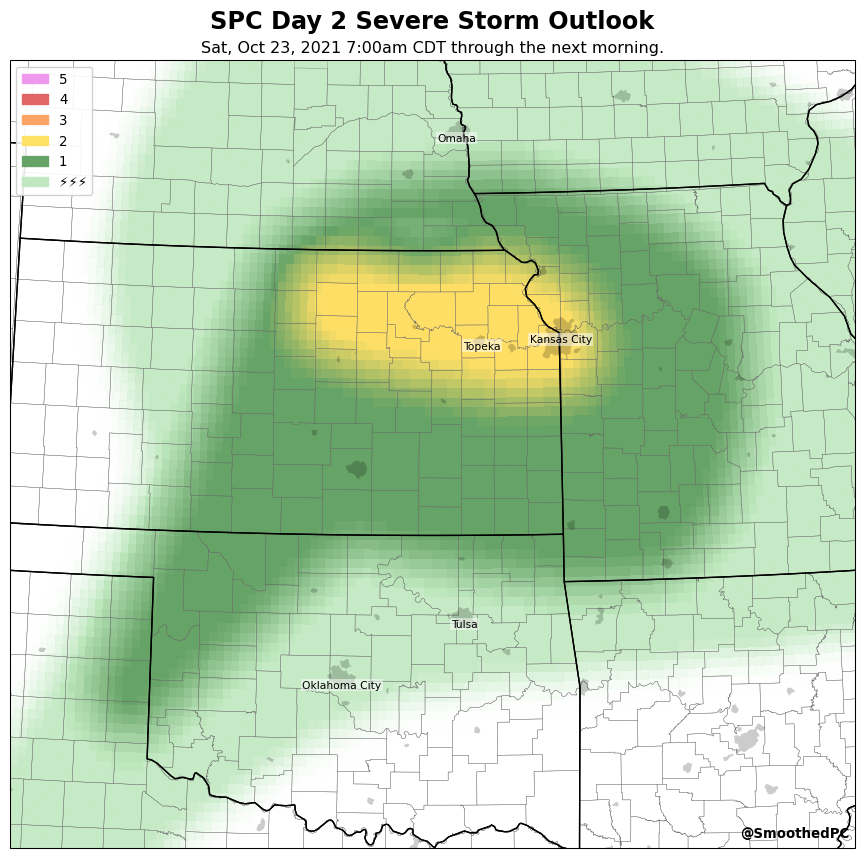 SPC Day 2 Severe Storm Outlook
Sat, Oct 23, 2021 7:00am CDT through the next morning.
5
4
3
2
1
⚡⚡⚡
Omaha
Kansas City
Topeka
Tulsa
Oklahoma City
@SmoothedPC